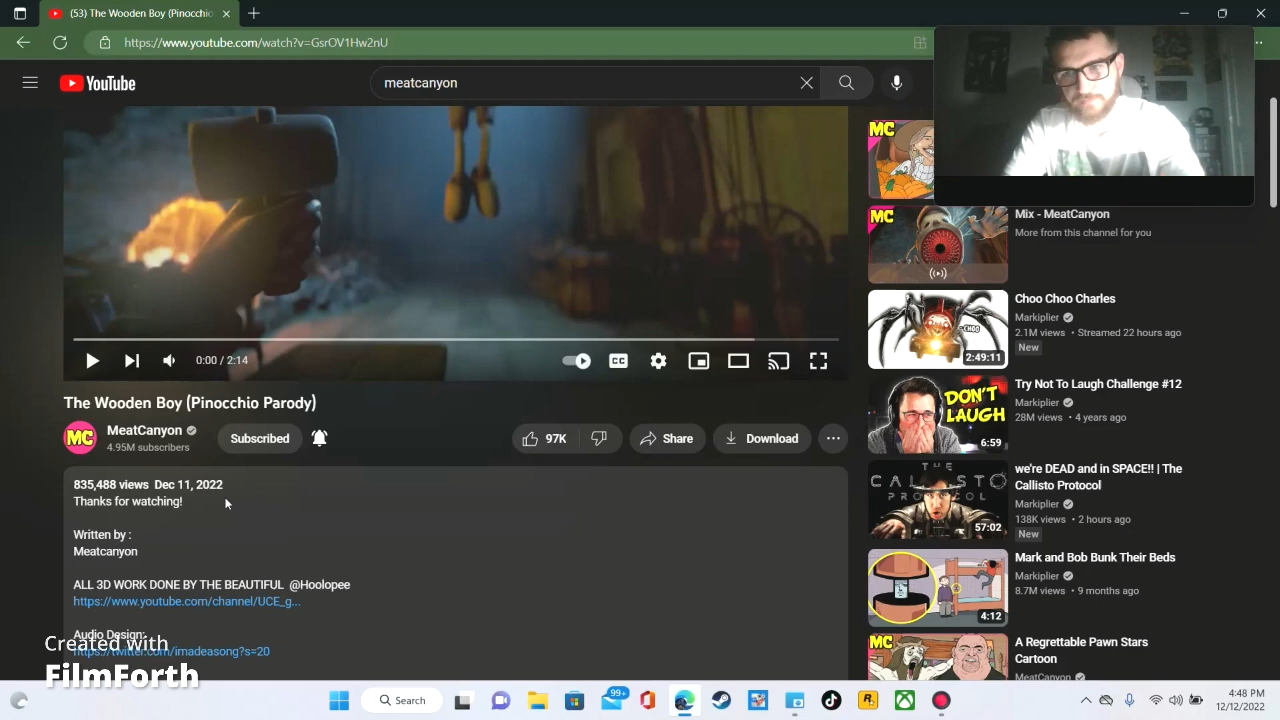 (53) The Wooden Boy (Pinocchio
https://www.youtube.com/watch?v=GsrOV1Hw2nU
YouTube
meatcanyon
MC
MC
Mix - MeatCanyon
More from this channel for you
Choo Choo Charles
Markiplier
2.1M views • Streamed 22 hours ago
New
CHOO
2:49:11
0:00 / 2:14
CC
Try Not To Laugh Challenge #12
Markiplier
28M views • 4 years ago
DON'T
LAUGH
6:59
The Wooden Boy (Pinocchio Parody)
MC
MeatCanyon
4.95M subscribers
Subscribed
97K
Share
Download
we're DEAD and in SPACE!! | The
Callisto Protocol
Markiplier
138K views • 2 hours ago
New
THE
CALLISTO
PROTOCOL
57:02
835,488 views Dec 11, 2022
Thanks for watching!
Written by :
Meatcanyon
ALL 3D WORK DONE BY THE BEAUTIFUL @Hoolopee
https://www.youtube.com/channel/UCE_g...
Audio Design:
https://twitter.com/imadeasong?s=20
Mark and Bob Bunk Their Beds
Markiplier
8.7M views • 9 months ago
4:12
MC
A Regrettable Pawn Stars
Cartoon
MeatCanyon
Created with
FilmForth
Search
99+
R
4:48 PM
12/12/2022